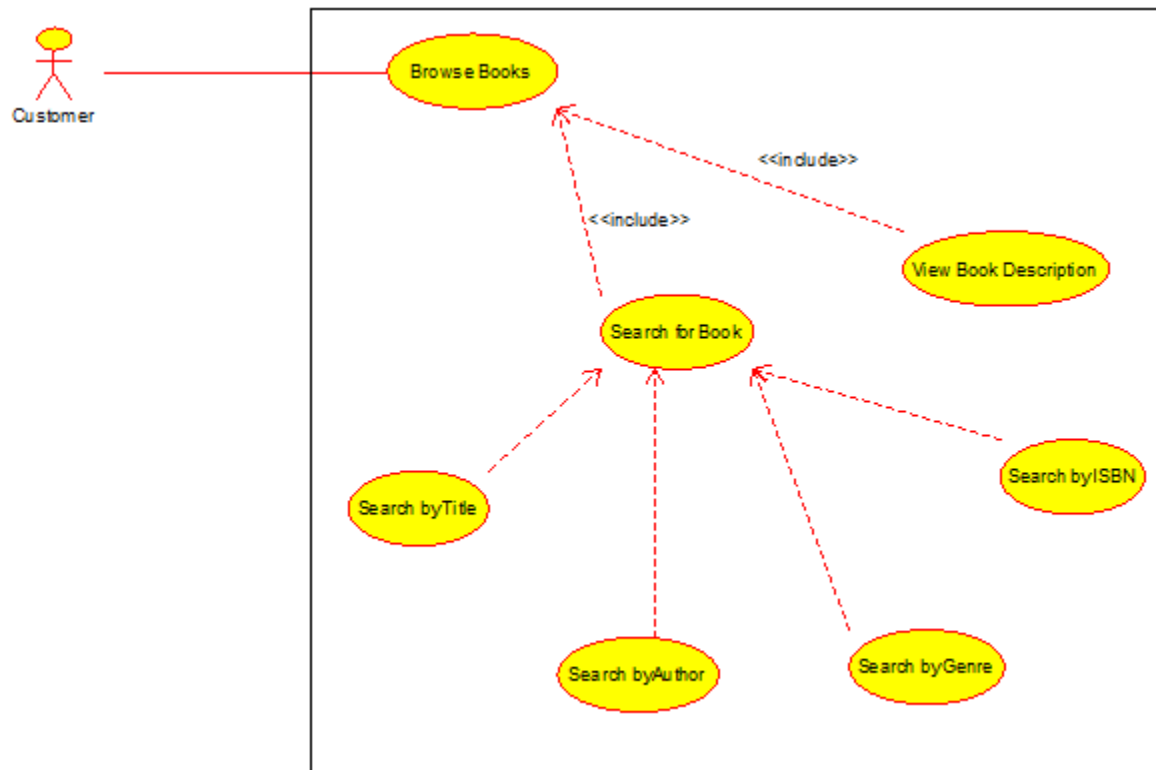 Browse Books
Customer
<<include>>
<<include>>
View Book Description
Search for Book
Search byISBN
Search byTitle
Search byAuthor
Search byGenre